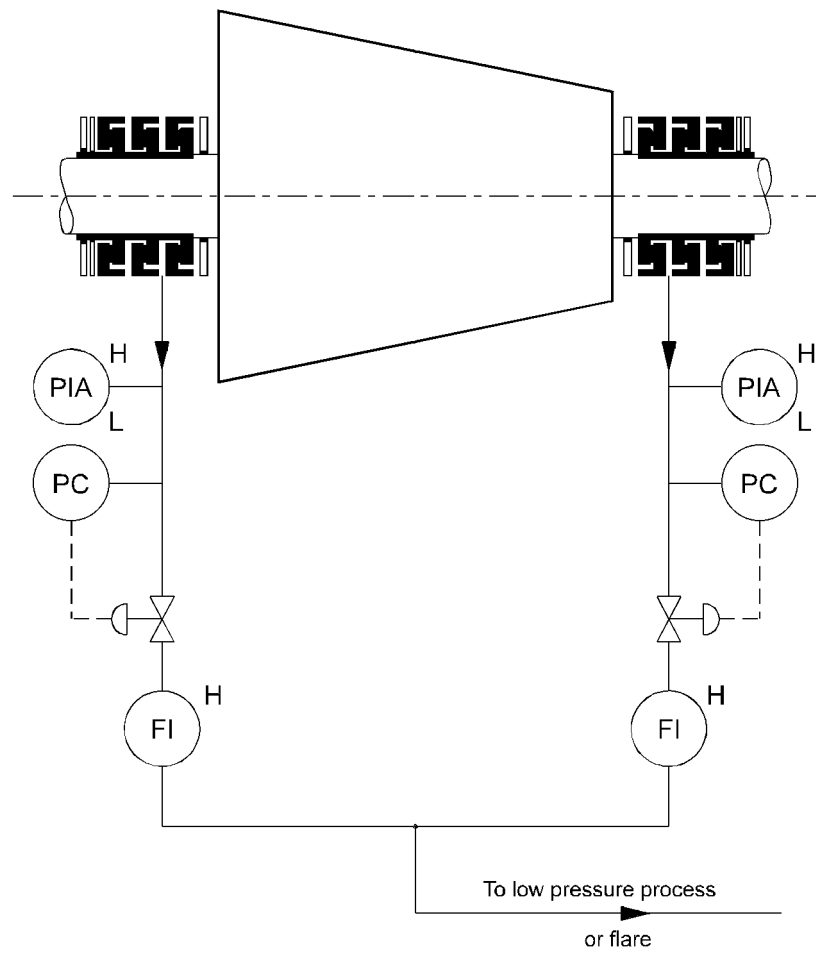 H
PIA
L
PC
H
FI
H
PIA
L
PC
H
FI
To low pressure process
or flare